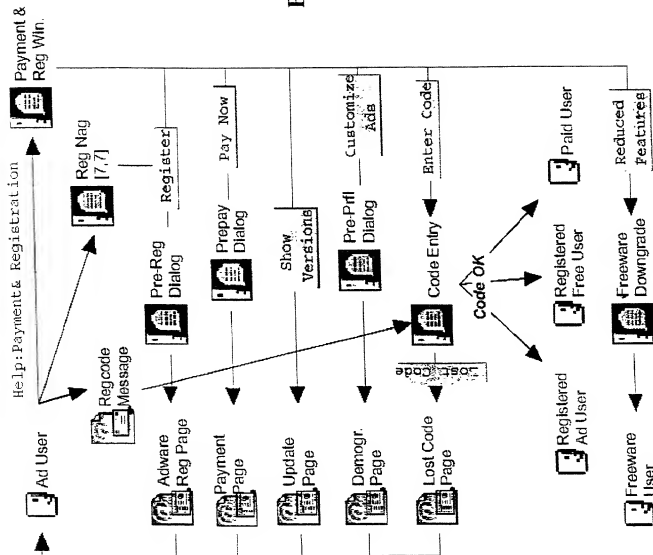 Ad User
Help:Payment& Registration
Payment &
Reg Win.
Reg Nag
[7,7]
Regcode
Message
Adware
Reg Page
Pre-Reg
Dialog
Register
Payment
Page
Prepay
Dialog
Pay Now
Update
Page
Show
Versions
Demogr.
Page
Pre-Prfl
Dialog
Customize
Ads
Lost Code
Page
Lost Code
Code Entry
Enter Code
Code OK
Registered
Ad User
Registered
Free User
Paid User
Freeware
User
Freeware
Downgrade
Reduced
Features